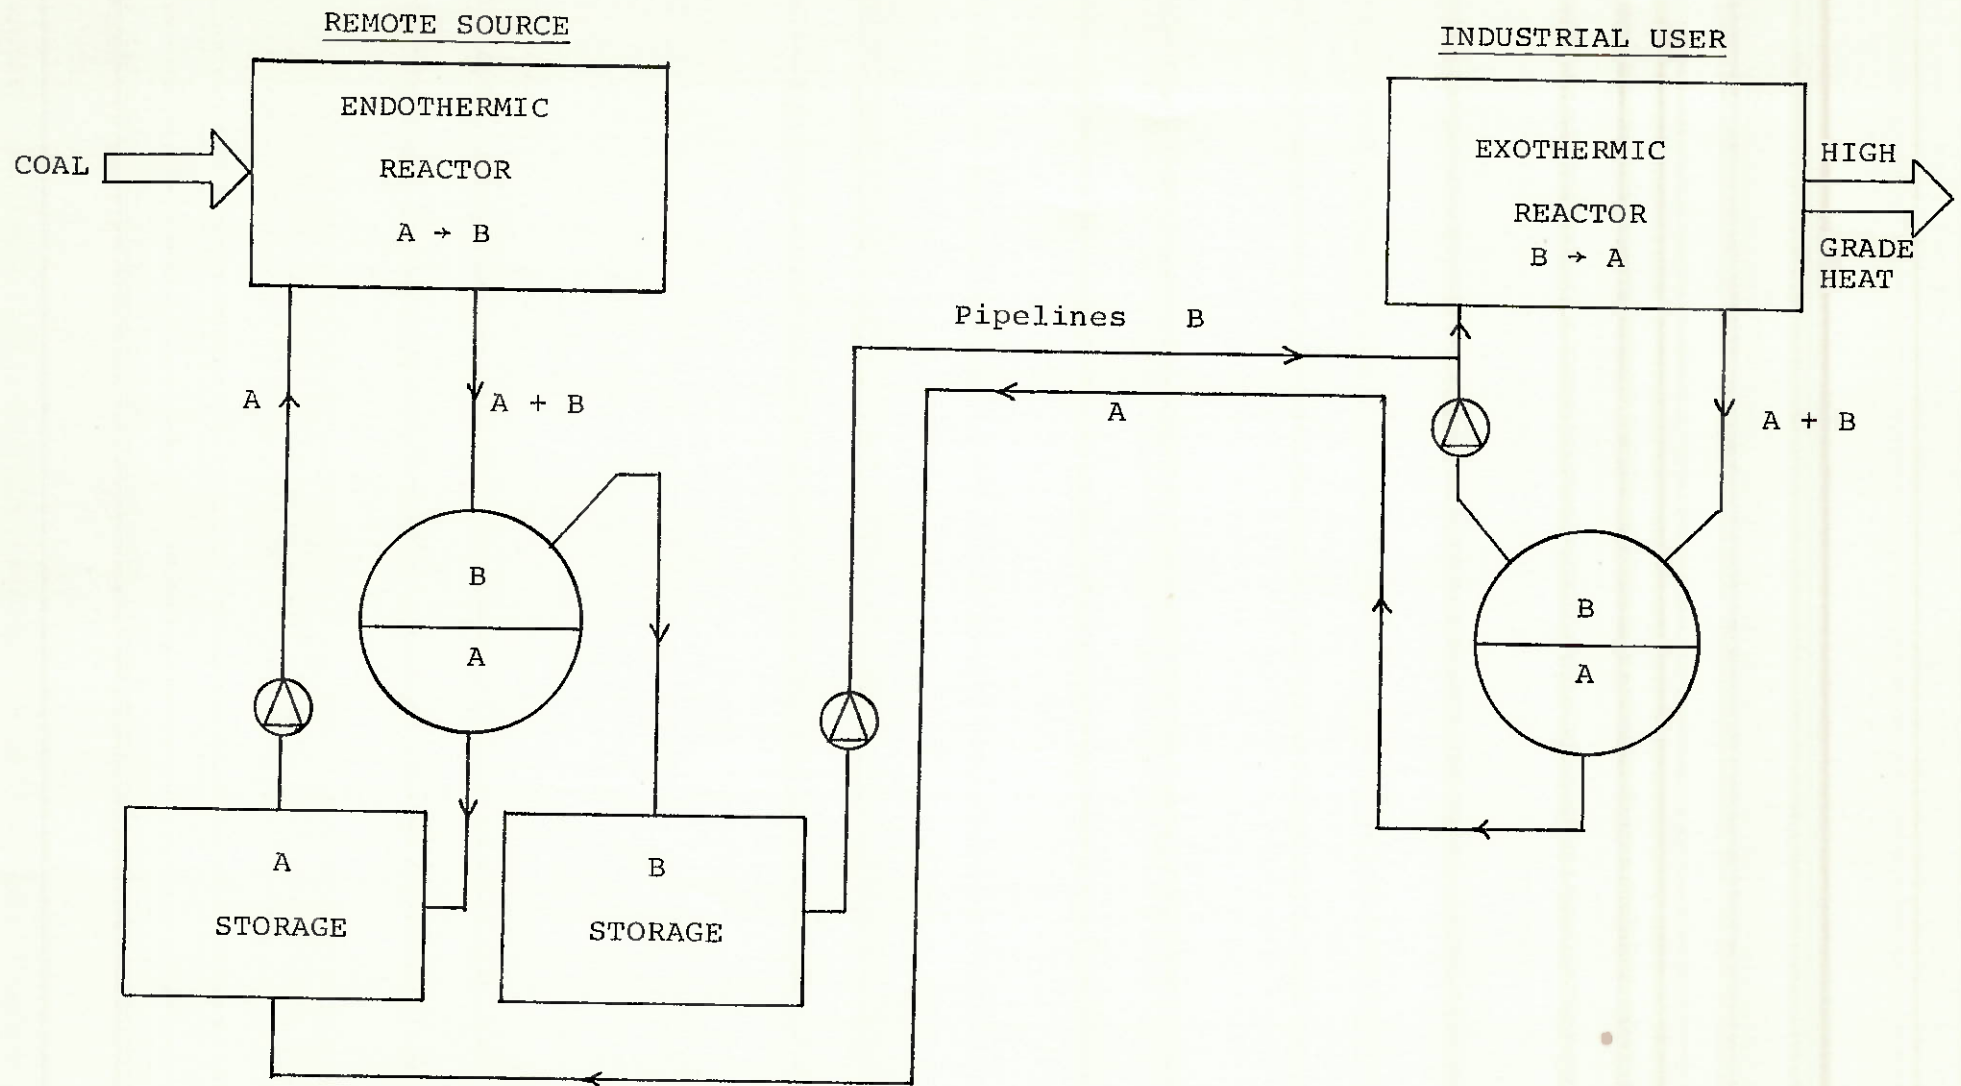 REMOTE SOURCE
INDUSTRIAL USER
COAL
ENDOTHERMIC
REACTOR
A → B
EXOTHERMIC
REACTOR
B → A
HIGH
GRADE
HEAT
Pipelines B
A
A + B
A
A + B
B
A
B
A
A
STORAGE
B
STORAGE